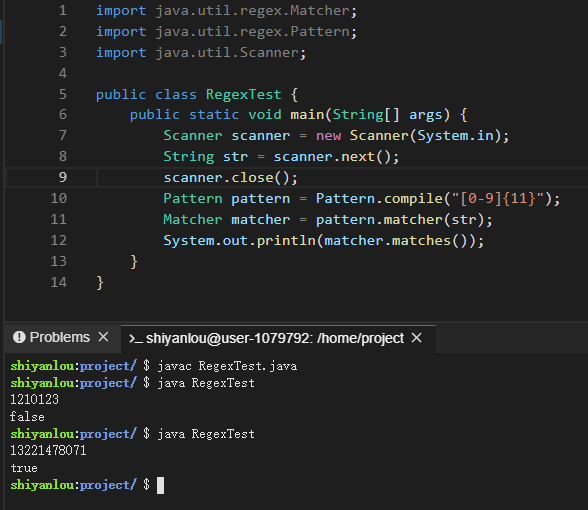 1 import java.util.regex.Matcher;
2 import java.util.regex.Pattern;
3 import java.util.Scanner;
4
5 public class RegexTest {
6     public static void main(String[] args) {
7         Scanner scanner = new Scanner(System.in);
8         String str = scanner.next();
9         scanner.close();
10         Pattern pattern = Pattern.compile("[0-9]{11}");
11         Matcher matcher = pattern.matcher(str);
12         System.out.println(matcher.matches());
13     }
14 }
Problems × >_ shiyanlou@user-1079792: /home/project ×
shiyanlou:project/ $ javac RegexTest.java
shiyanlou:project/ $ java RegexTest
1210123
false
shiyanlou:project/ $ java RegexTest
13221478071
true
shiyanlou:project/ $